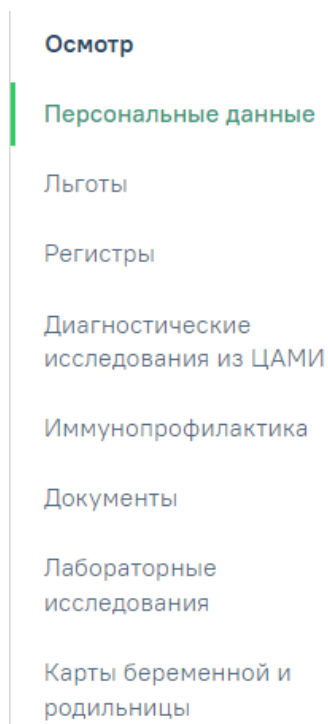 Осмотр
Персональные данные
Льготы
Регистры
Диагностические
исследования из ЦАМИ
Иммунопрофилактика
Документы
Лабораторные
исследования
Карты беременной и
родильницы